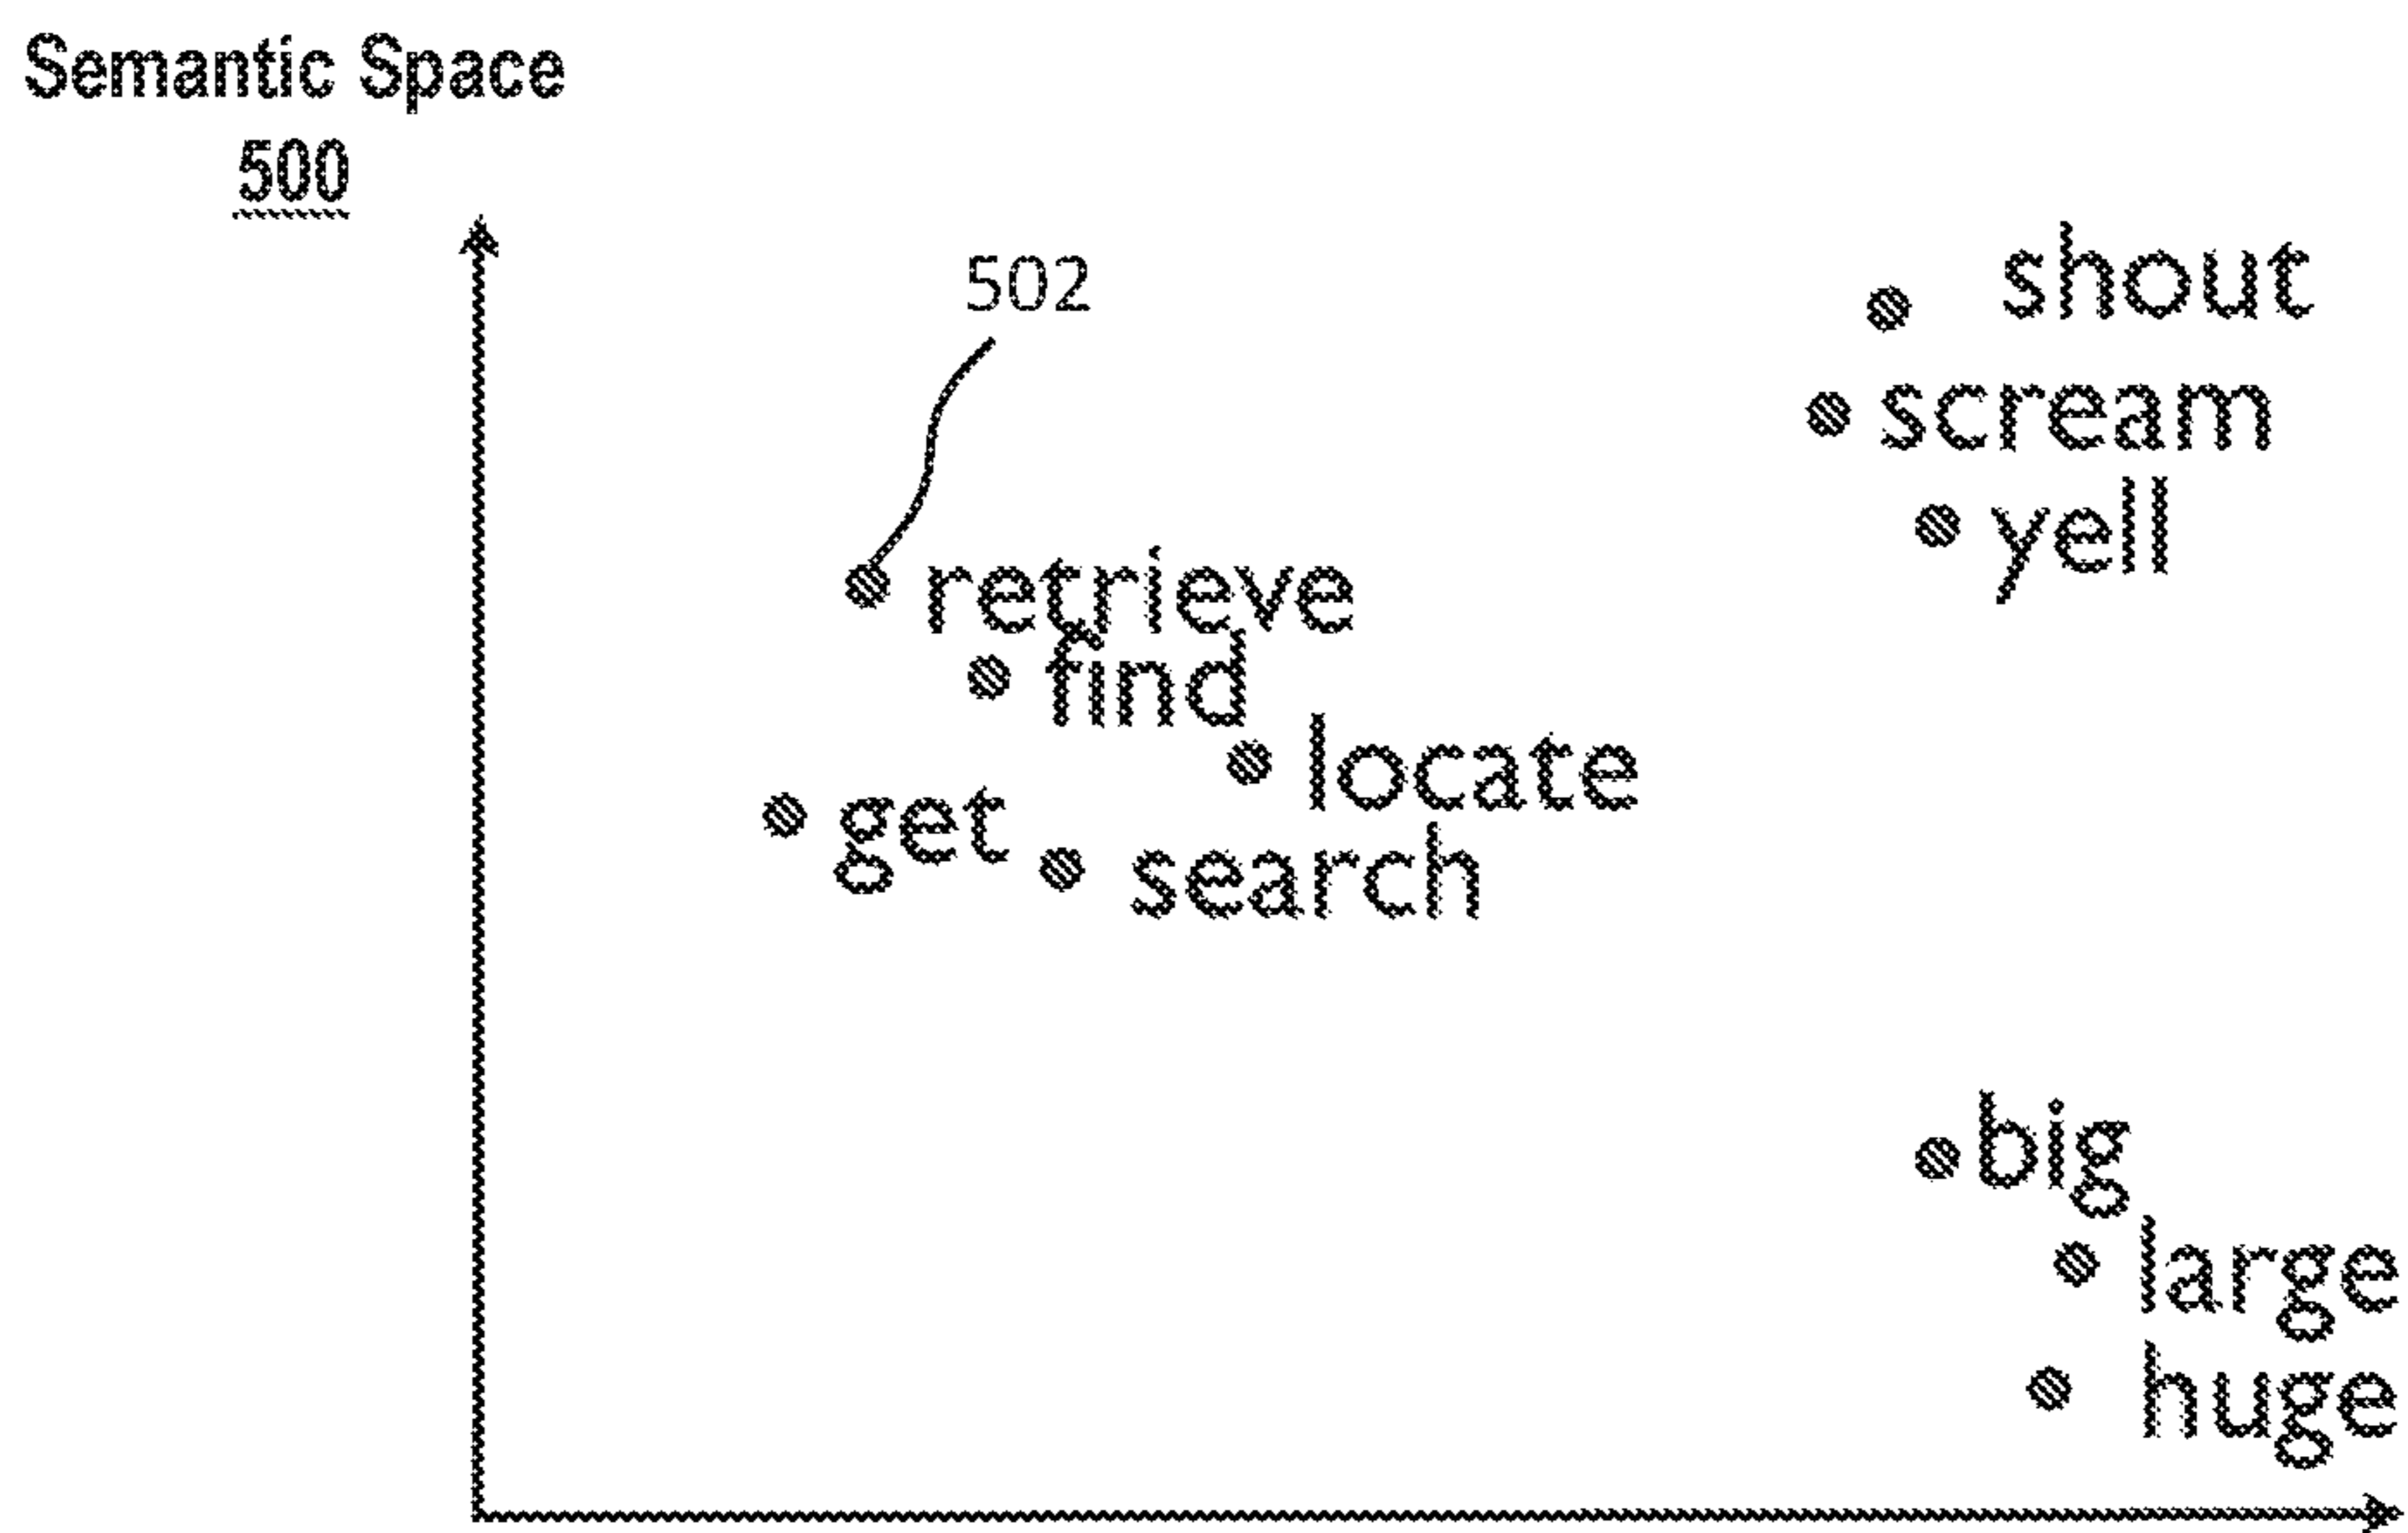 Semantic Space
500
502
shout
scream
yell
retrieve
find
locate
get
search
big
large
huge